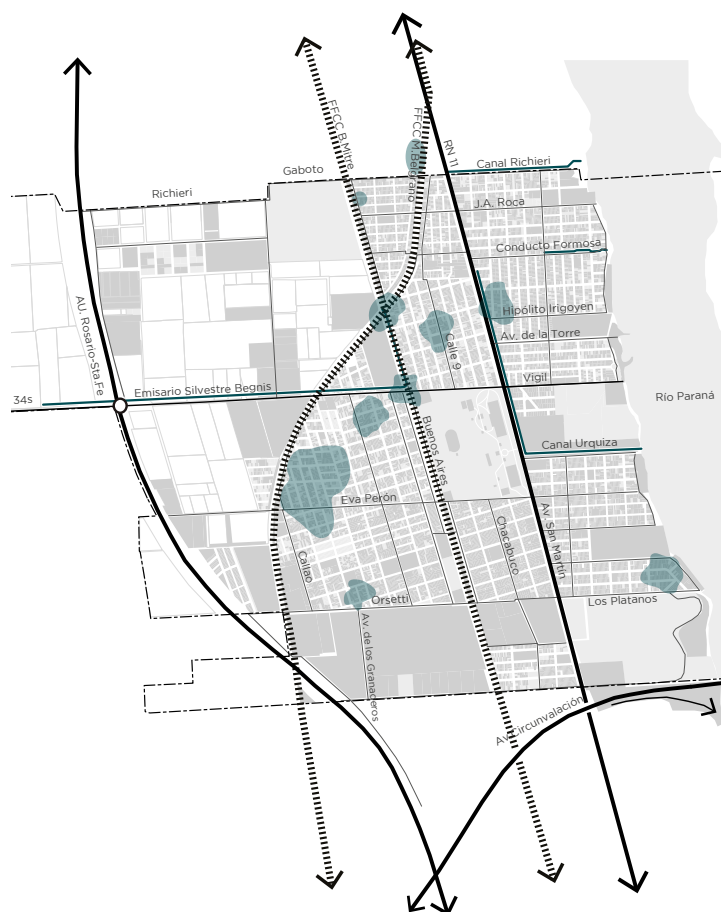 FFCC B.Mitre
FFCC M.Belgrano
RN 11
Canal Richieri
Gaboto
Richieri
J.A. Roca
Conducto Formosa
AU. Rosario-Sta.Fe
Hipólito Irigoyen
Av. de la Torre
Calle 9
Vigil
Emisario Silvestre Begnis
34s
Río Paraná
Buenos Aires
Canal Urquiza
Eva Perón
Av. San Martín
Chacabuco
Callao
Orsetti
Los Platanos
Av. de los Granaceros
Av.Circunvalación